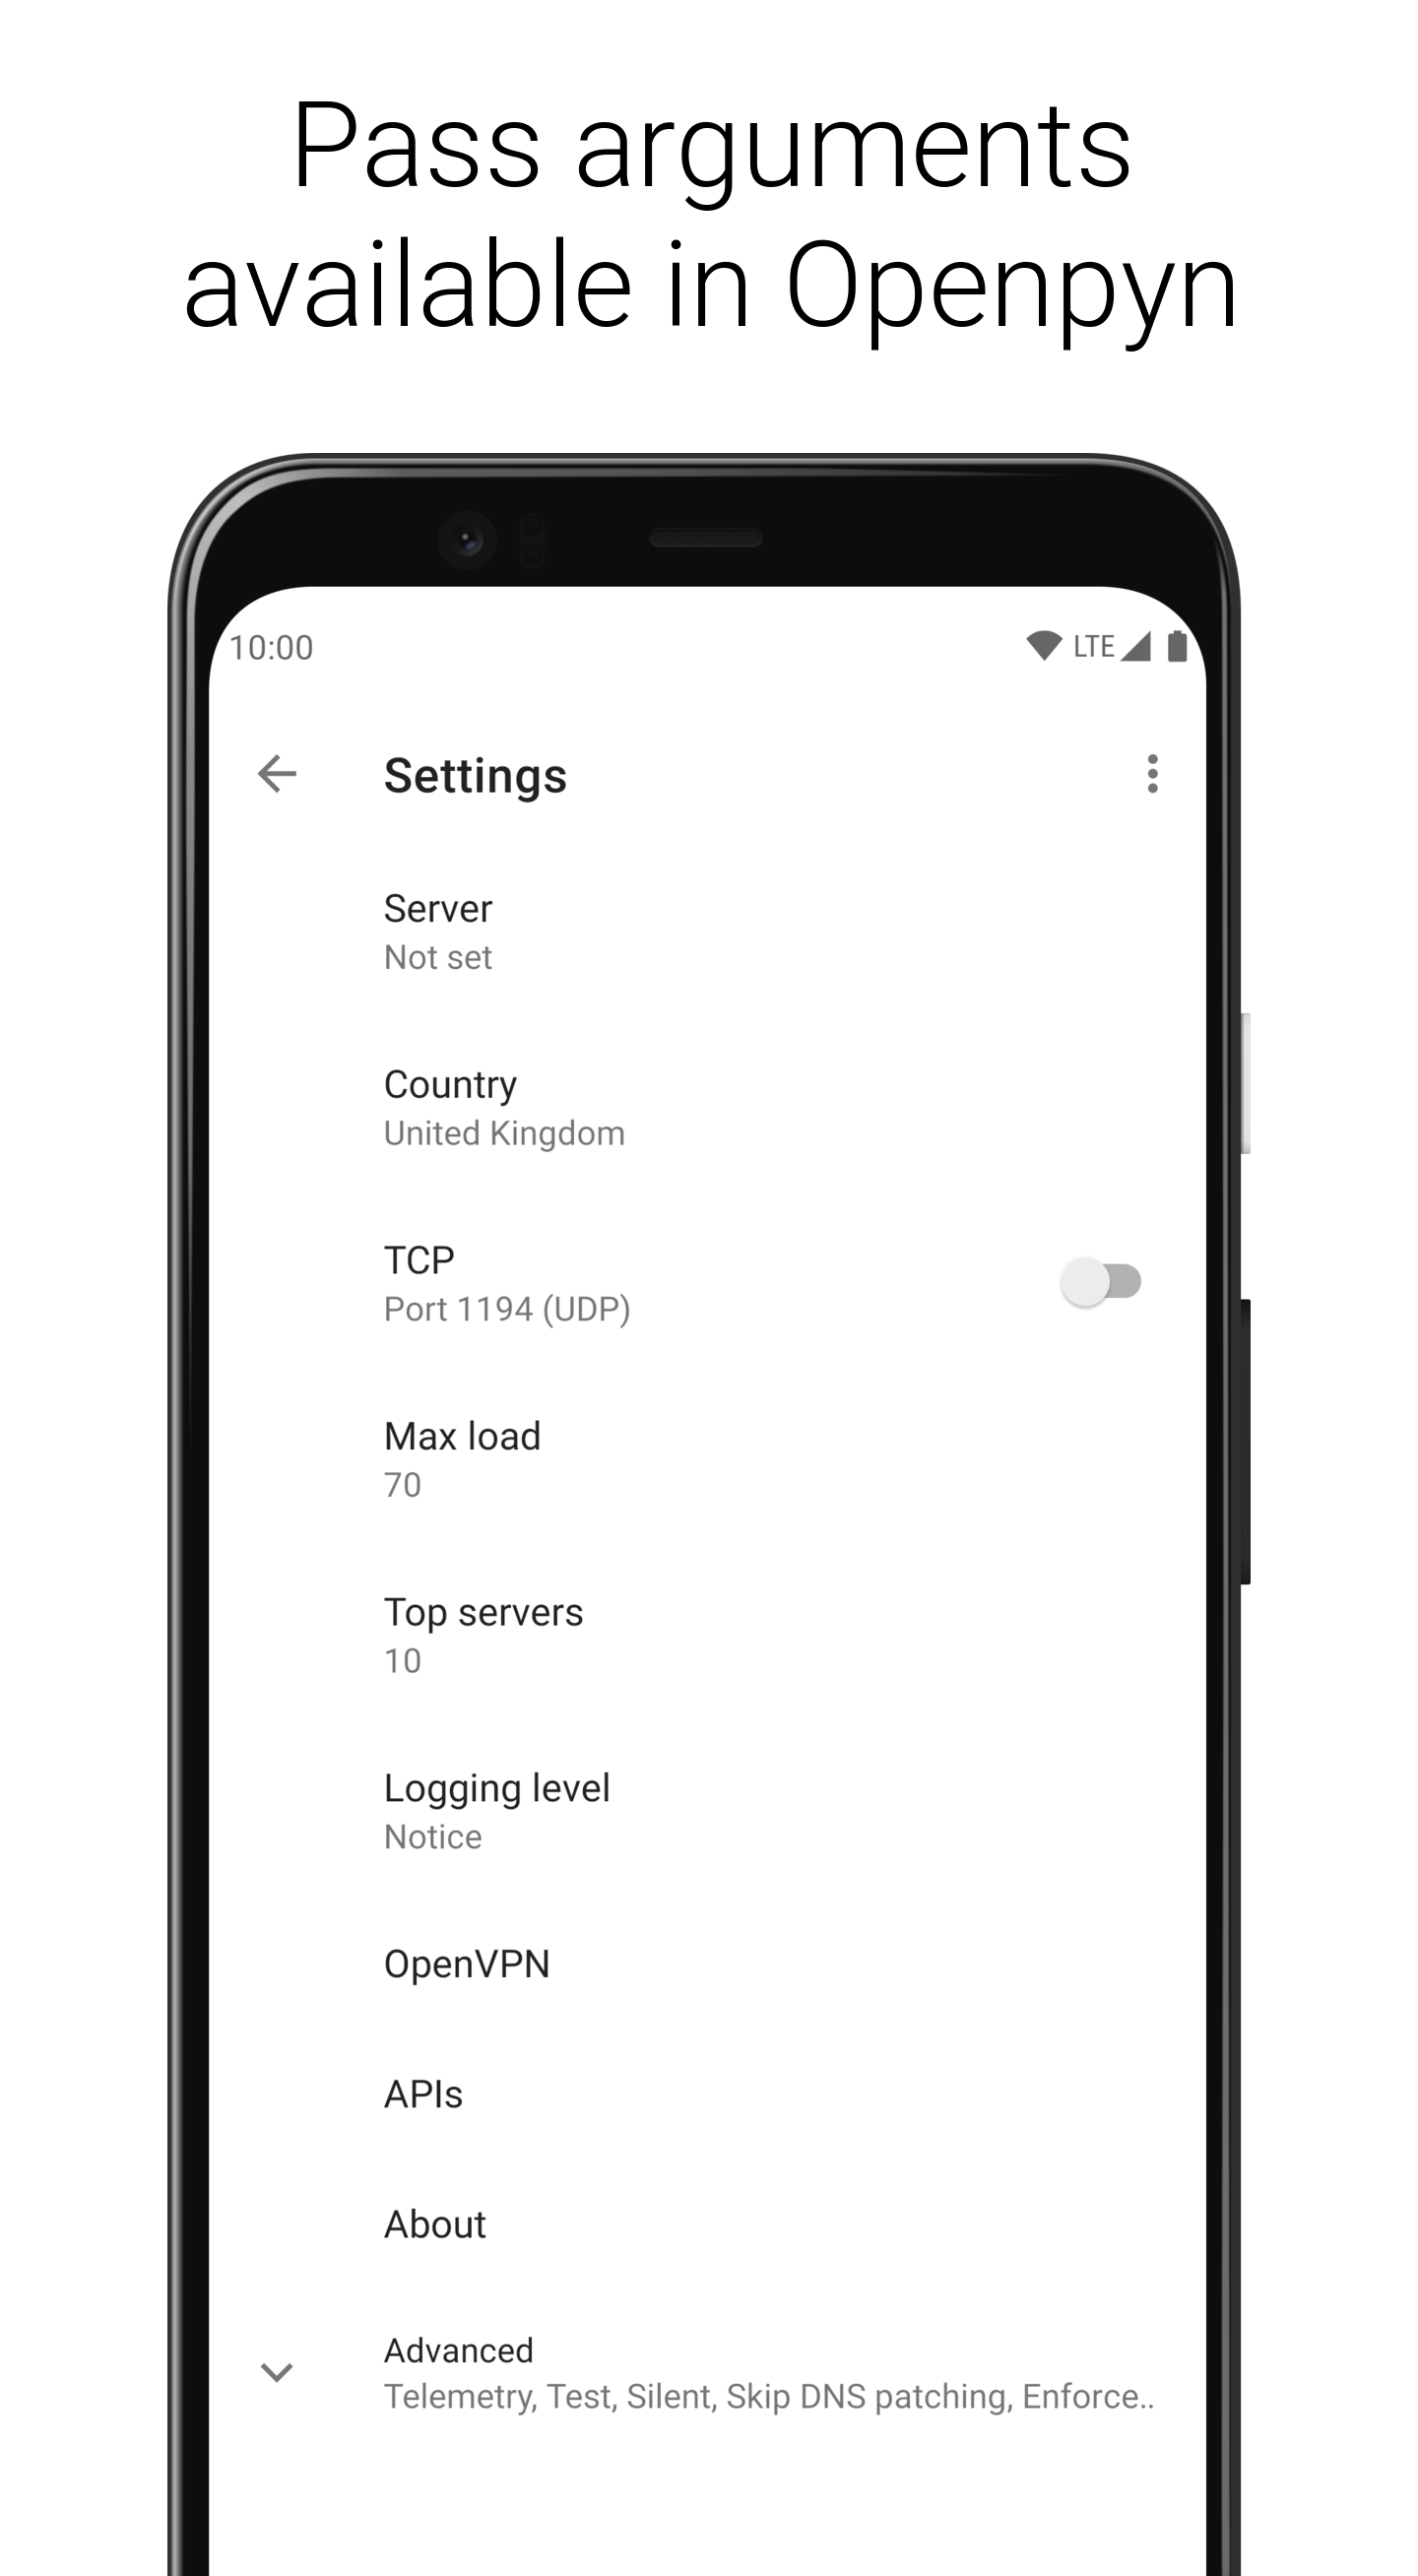 Pass arguments
available in Openpyn
10:00
LTE
Settings
Server
Not set
Country
United Kingdom
TCP
Port 1194 (UDP)
Max load
70
Top servers
10
Logging level
Notice
OpenVPN
APIs
About
Advanced
Telemetry, Test, Silent, Skip DNS patching, Enforce..